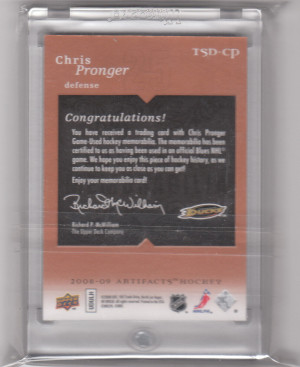 TSD-CP
Chris
Pronger
defense
Congratulations!
You have received a trading card with Chris Pronger
Game-Used hockey memorabilia. The memorabilia has been
certified to us as having been used in an official Blues NHL®
game. We hope you enjoy this piece of hockey history, as we
continue to keep you as close as you can get!
Enjoy your memorabilia card!
Richard P. McWilliam
Richard P. McWilliam
The Upper Deck Company
DUCKS
2008-09 ARTIFACTS HOCKEY